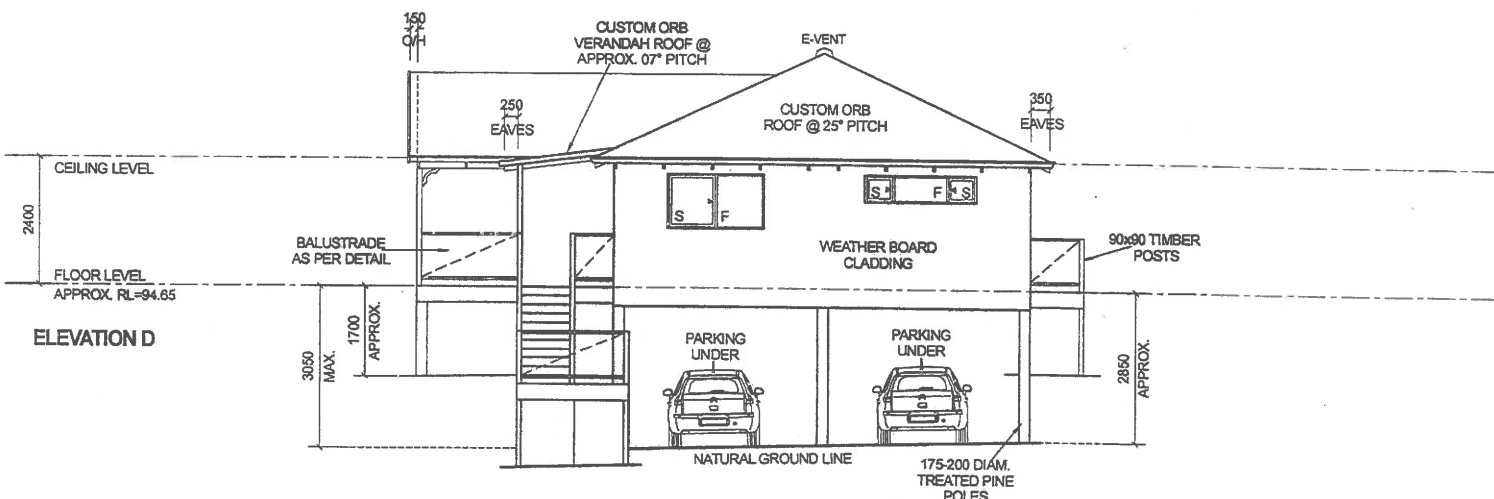 150
O/H
CUSTOM ORB
VERANDAH ROOF @
APPROX. 07° PITCH
E-VENT
250
EAVES
CUSTOM ORB
ROOF @ 25° PITCH
350
EAVES
CEILING LEVEL
2400
S
F
S
F
S
BALUSTRADE
AS PER DETAIL
WEATHER BOARD
CLADDING
90x90 TIMBER
POSTS
FLOOR LEVEL
APPROX. RL=94.65
ELEVATION D
3050
MAX.
1700
APPROX.
PARKING
UNDER
PARKING
UNDER
2850
APPROX.
NATURAL GROUND LINE
175-200 DIAM.
TREATED PINE
POLES